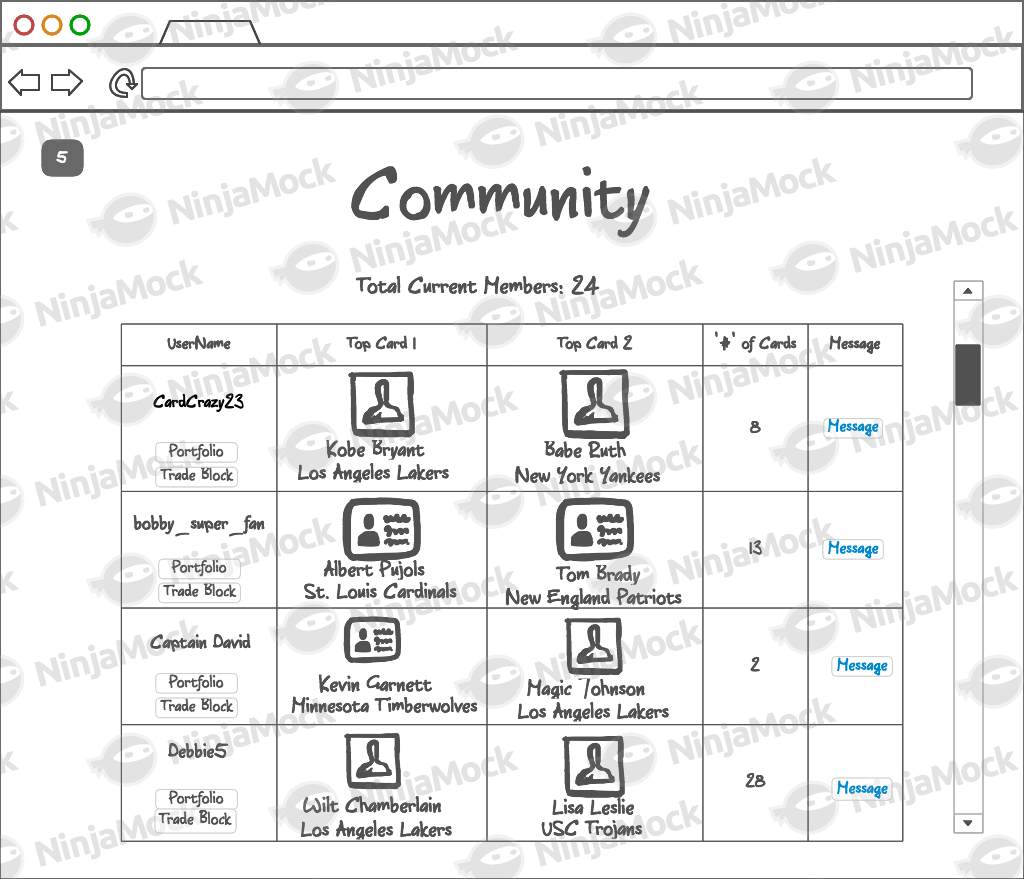 5
Community
Total Current Members: 24
UserName Top Card 1 Top Card 2 '#' of Cards Message
CardCrazy23
Portfolio
Trade Block
Kobe Bryant
Los Angeles Lakers
Babe Ruth
New York Yankees
8
Message
bobby_super_fan
Portfolio
Trade Block
Albert Pujols
St. Louis Cardinals
Tom Brady
New England Patriots
13
Message
Captain David
Portfolio
Trade Block
Kevin Garnett
Minnesota Timberwolves
Magic Johnson
Los Angeles Lakers
2
Message
Debbie5
Portfolio
Trade Block
Wilt Chamberlain
Los Angeles Lakers
Lisa Leslie
USC Trojans
28
Message
NinjaMock